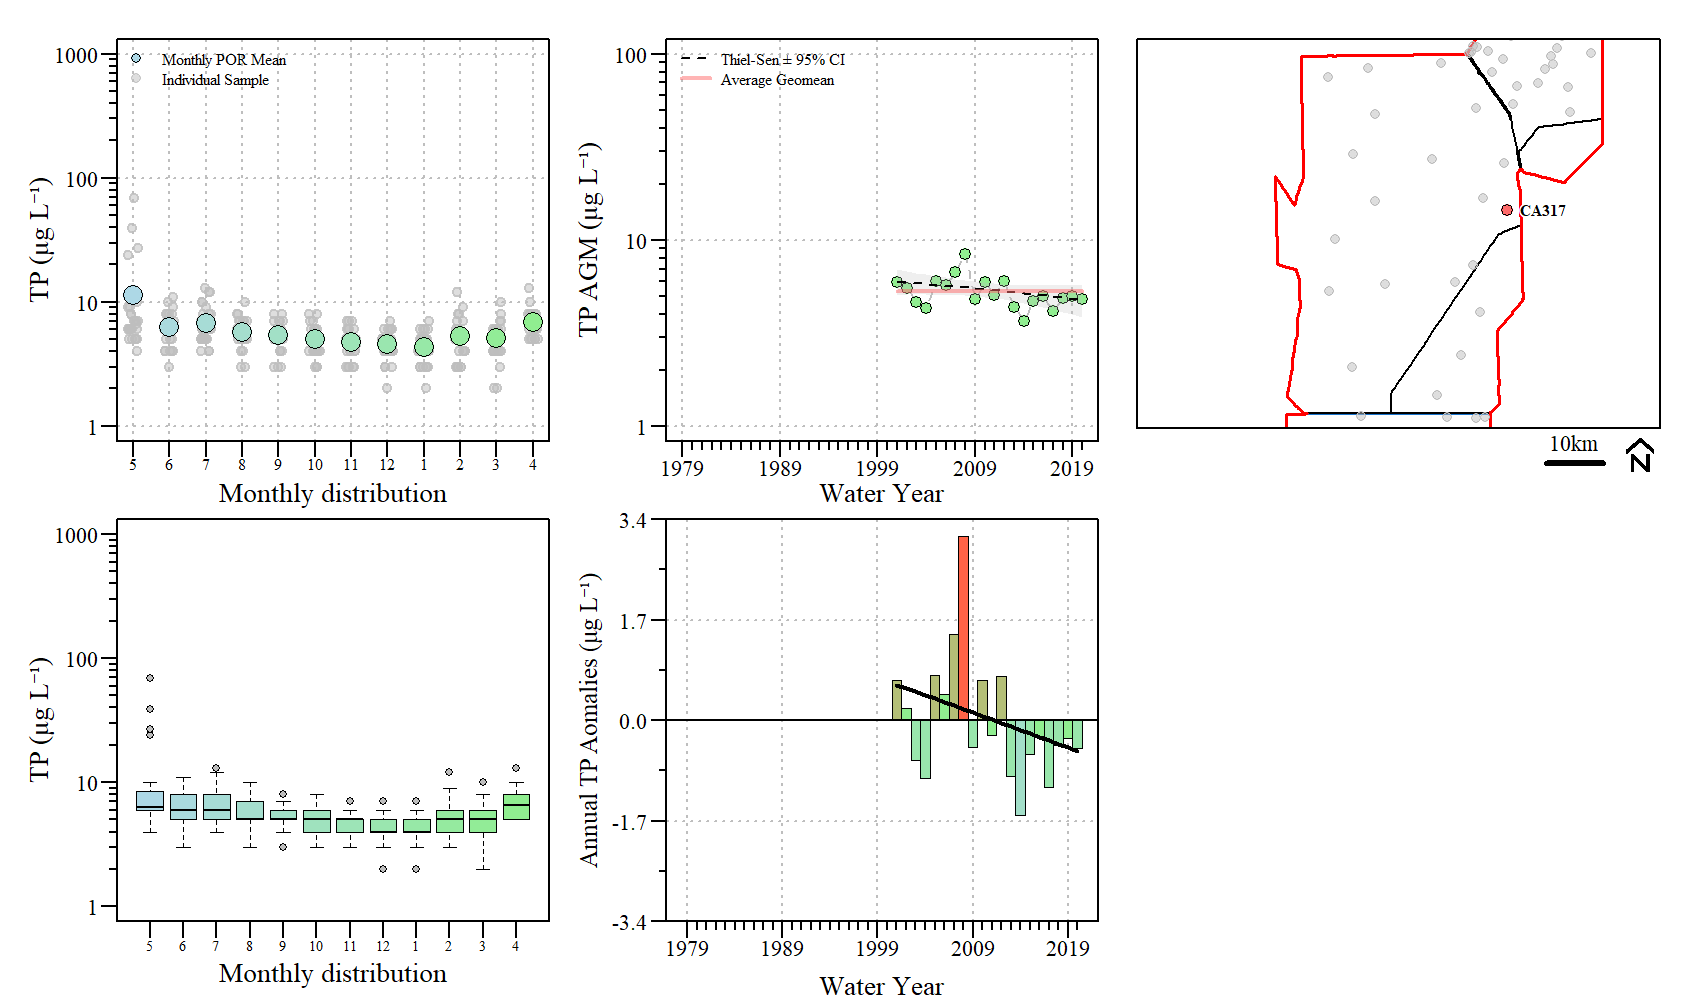 1000
100
10
1
TP (µg L⁻¹)
Monthly POR Mean
Individual Sample
5 6 7 8 9 10 11 12 1 2 3 4
Monthly distribution
100
10
1
TP AGM (µg L⁻¹)
Thiel-Sen ± 95% CI
Average Geomean
1979 1989 1999 2009 2019
Water Year
CA317
10km
N
1000
100
10
1
TP (µg L⁻¹)
5 6 7 8 9 10 11 12 1 2 3 4
Monthly distribution
3.4
1.7
0.0
-1.7
-3.4
Annual TP Aomalies (µg L⁻¹)
1979 1989 1999 2009 2019
Water Year